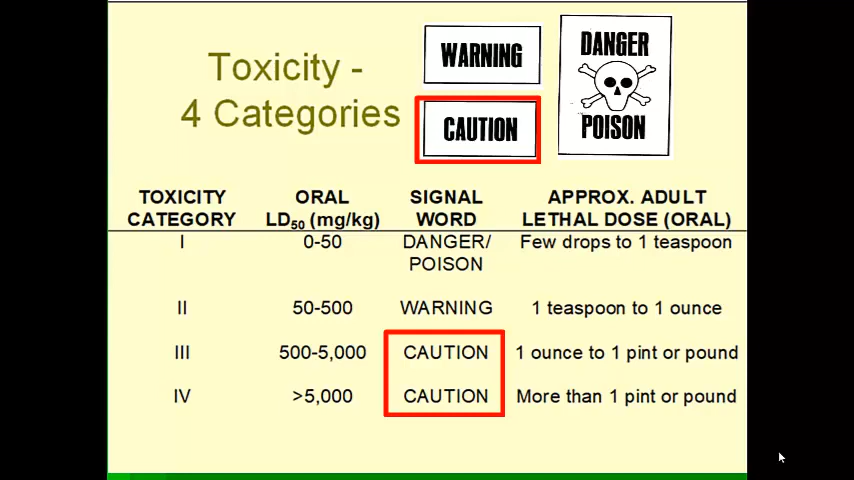 Toxicity -
4 Categories
WARNING
CAUTION
DANGER
POISON
TOXICITY CATEGORY ORAL LD50 (mg/kg) SIGNAL WORD APPROX. ADULT LETHAL DOSE (ORAL)
I 0-50 DANGER/ POISON Few drops to 1 teaspoon
II 50-500 WARNING 1 teaspoon to 1 ounce
III 500-5,000 CAUTION 1 ounce to 1 pint or pound
IV >5,000 CAUTION More than 1 pint or pound